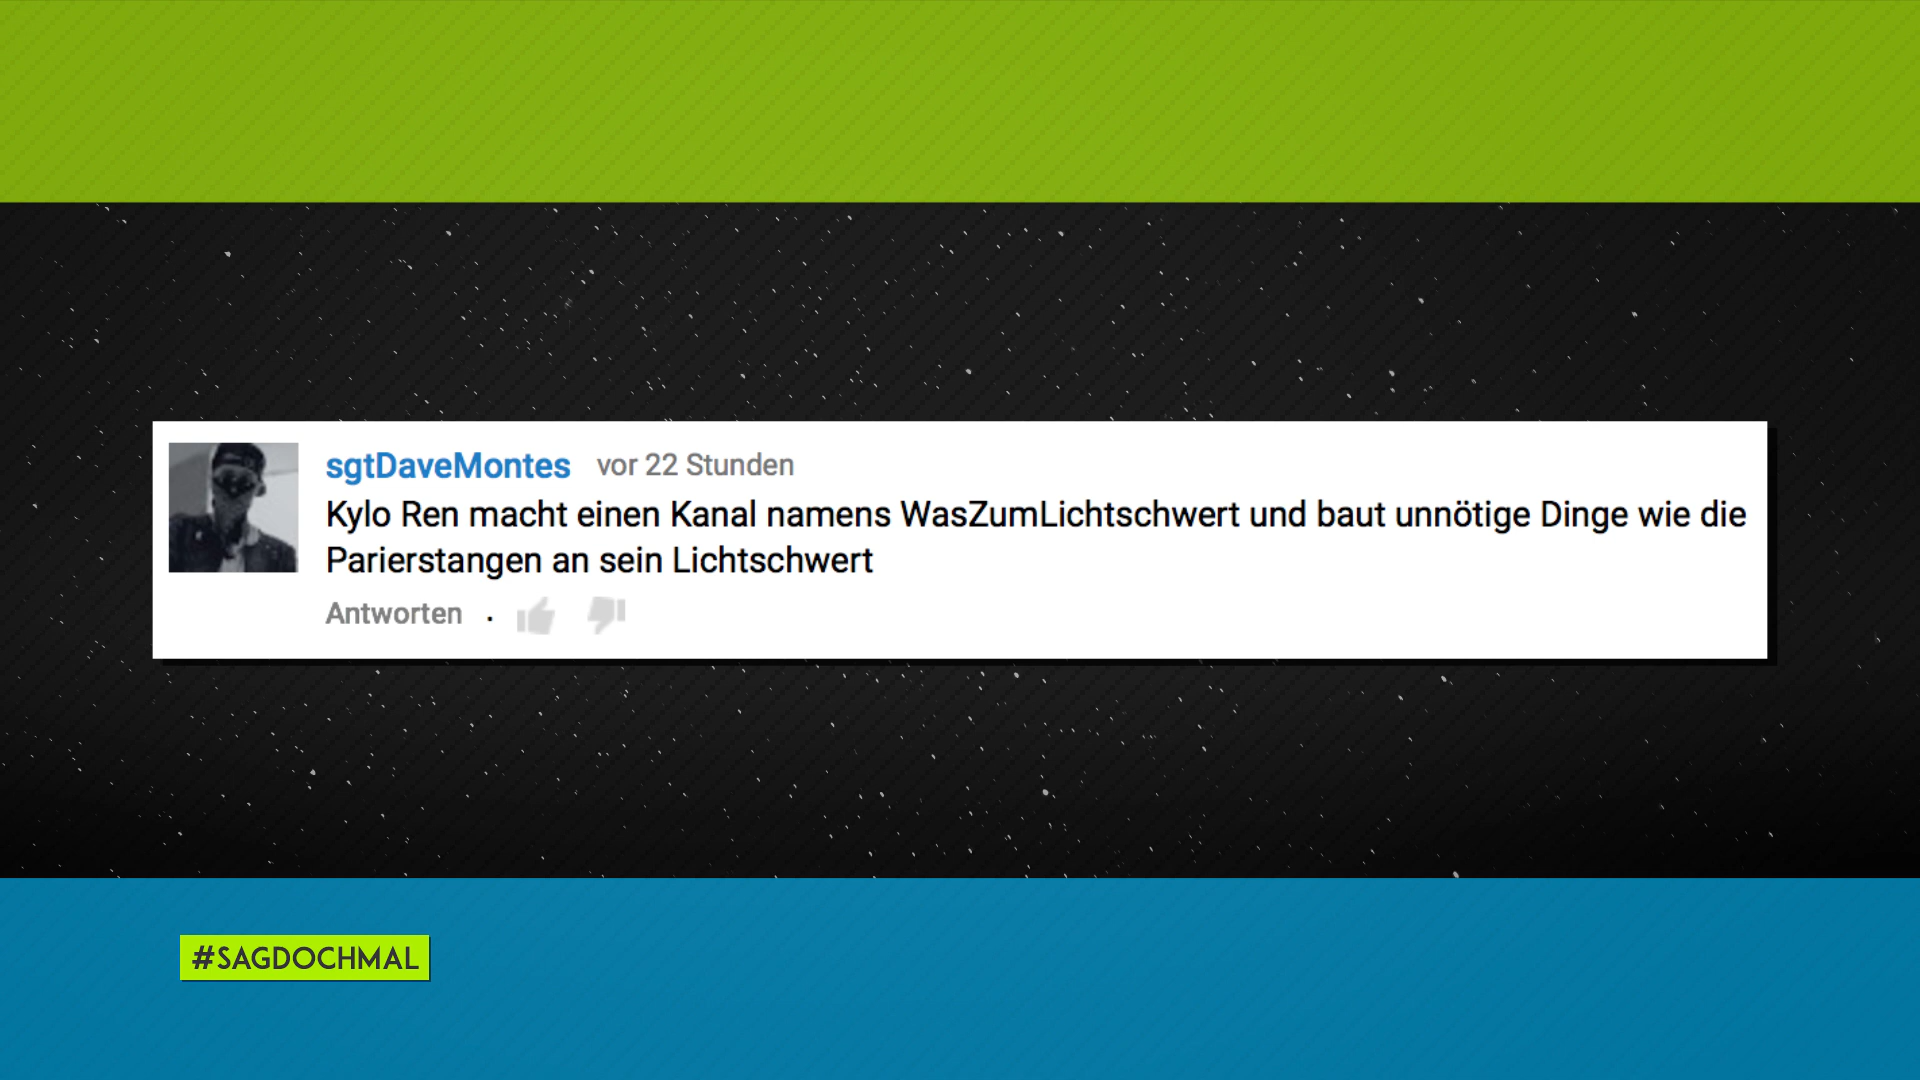 sgtDaveMontes vor 22 Stunden
Kylo Ren macht einen Kanal namens WasZumLichtschwert und baut unnötige Dinge wie die
Parierstangen an sein Lichtschwert
Antworten .
#SAGDOCHMAL